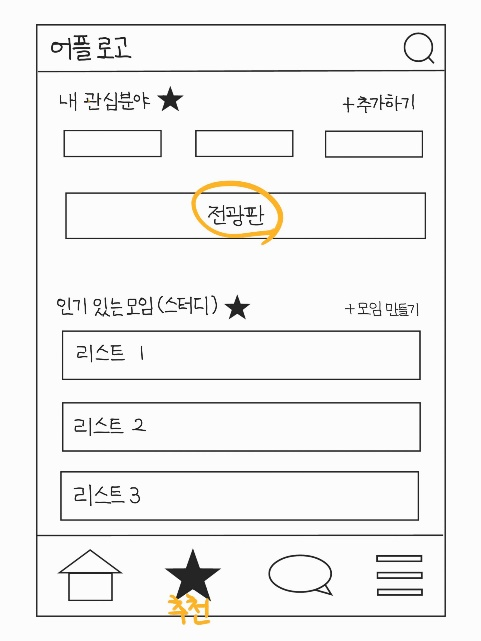 어플 로고
내 관심분야 ★ +추가하기
전광판
인기 있는 모임 (스터디) ★ +모임 만들기
리스트 1
리스트 2
리스트 3
추천